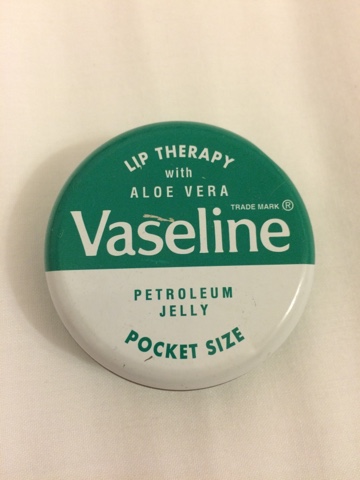 LIP THERAPY
with
ALOE VERA
TRADE MARK ®
Vaseline
PETROLEUM
JELLY
POCKET SIZE